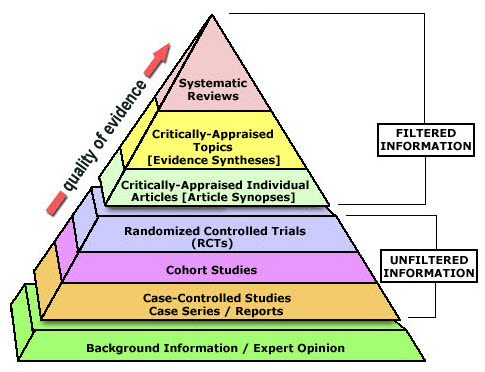 Systematic
Reviews
quality of evidence
Critically-Appraised
Topics
[Evidence Syntheses]
FILTERED
INFORMATION
Critically-Appraised Individual
Articles [Article Synopses]
Randomized Controlled Trials
(RCTs)
UNFILTERED
INFORMATION
Cohort Studies
Case-Controlled Studies
Case Series / Reports
Background Information / Expert Opinion